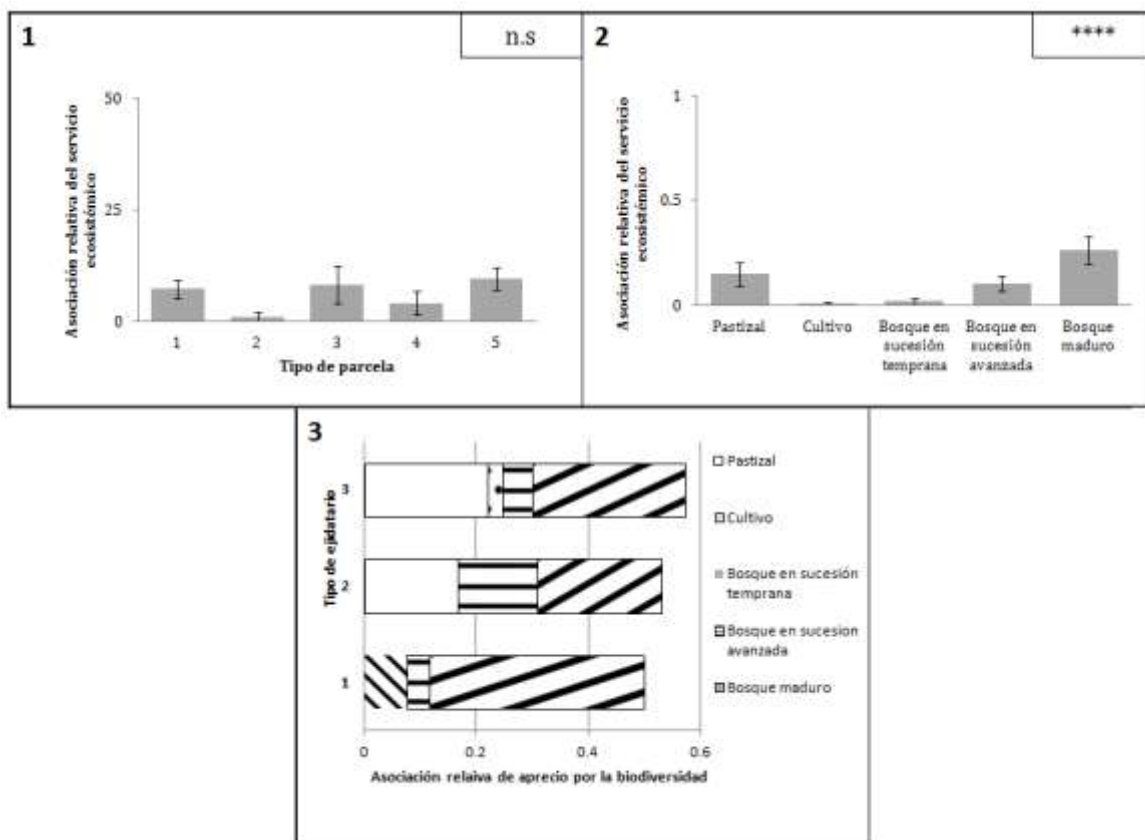 1
n.s
Asociación relativa del servicio
ecosistémico
50
25
0
1 2 3 4 5
Tipo de parcela
2
****
Asociación relativa del servicio
ecosistémico
1
0.5
0
Pastizal
Cultivo
Bosque en
sucesión
temprana
Bosque en
sucesión
avanzada
Bosque
maduro
3
Tipo de ejidatario
3
2
1
0 0.2 0.4 0.6
Asociación relaiva de aprecio por la biodiversidad
Pastizal
Cultivo
Bosque en sucesión
temprana
Bosque en sucesion
avanzada
Bosque maduro